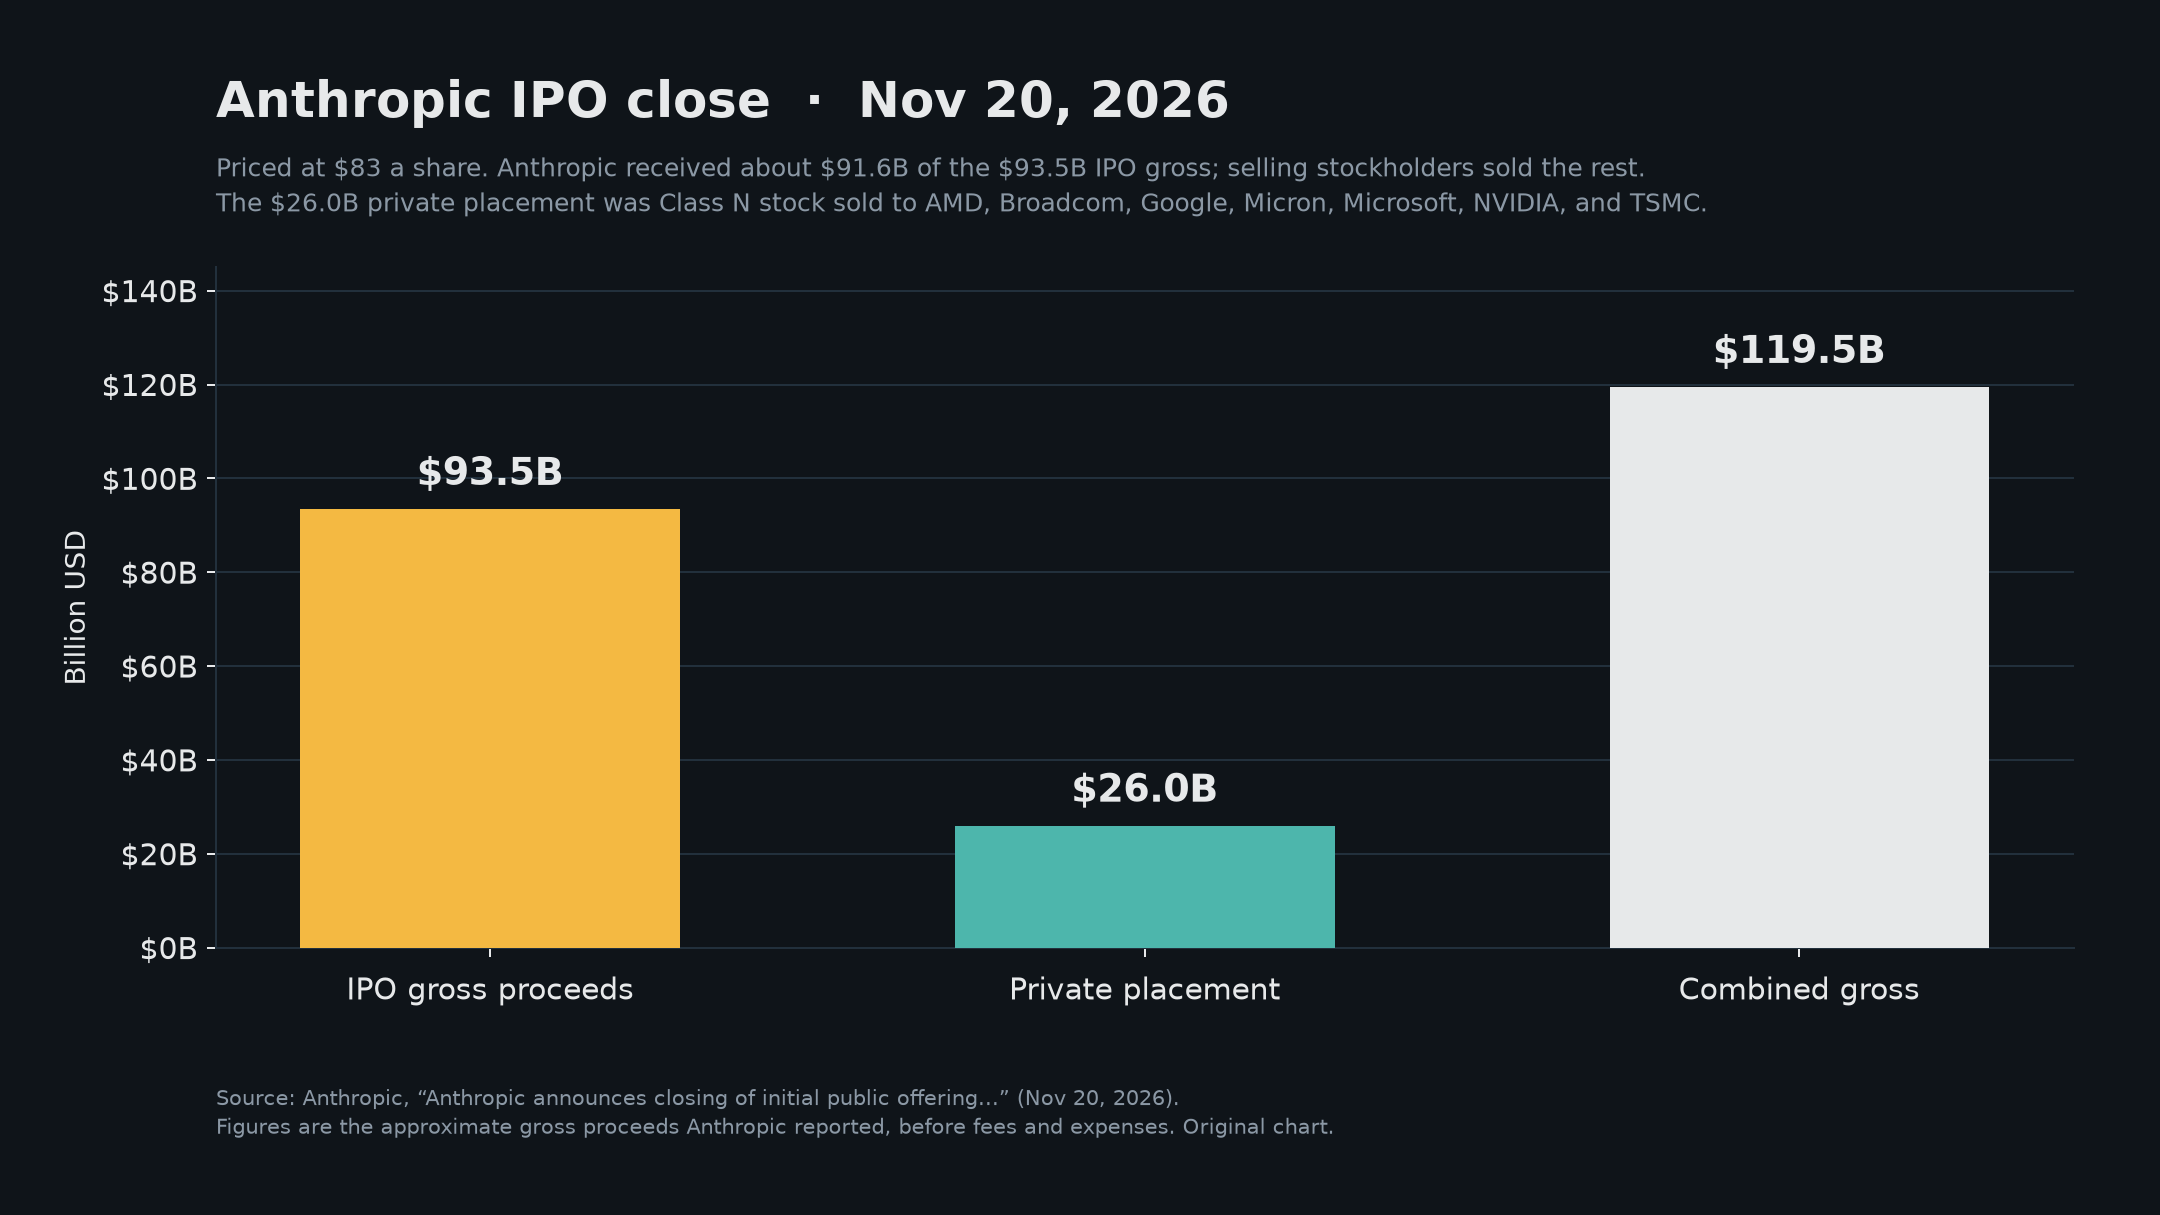 Anthropic IPO close · Nov 20, 2026
Priced at $83 a share. Anthropic received about $91.6B of the $93.5B IPO gross; selling stockholders sold the rest.
The $26.0B private placement was Class N stock sold to AMD, Broadcom, Google, Micron, Microsoft, NVIDIA, and TSMC.
$140B
$120B
$100B
$80B
$60B
$40B
$20B
$0B
Billion USD
$93.5B
$26.0B
$119.5B
IPO gross proceeds
Private placement
Combined gross
Source: Anthropic, “Anthropic announces closing of initial public offering…” (Nov 20, 2026).
Figures are the approximate gross proceeds Anthropic reported, before fees and expenses. Original chart.